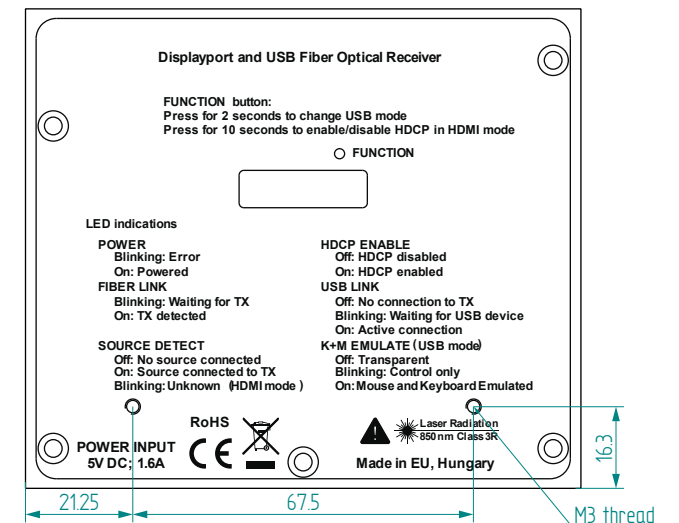 Displayport and USB Fiber Optical Receiver
FUNCTION button:
Press for 2 seconds to change USB mode
Press for 10 seconds to enable/disable HDCP in HDMI mode
FUNCTION
LED indications
POWER
Blinking: Error
On: Powered
FIBER LINK
Blinking: Waiting for TX
On: TX detected
SOURCE DETECT
Off: No source connected
On: Source connected to TX
Blinking: Unknown (HDMI mode)
HDCP ENABLE
Off: HDCP disabled
On: HDCP enabled
USB LINK
Off: No connection to TX
Blinking: Waiting for USB device
On: Active connection
K+M EMULATE (USB mode)
Off: Transparent
Blinking: Control only
On: Mouse and Keyboard Emulated
RoHS
POWER INPUT
5V DC; 1.6A
CE
Laser Radiation
850 nm Class 3R
Made in EU, Hungary
16.3
21.25
67.5
M3 thread